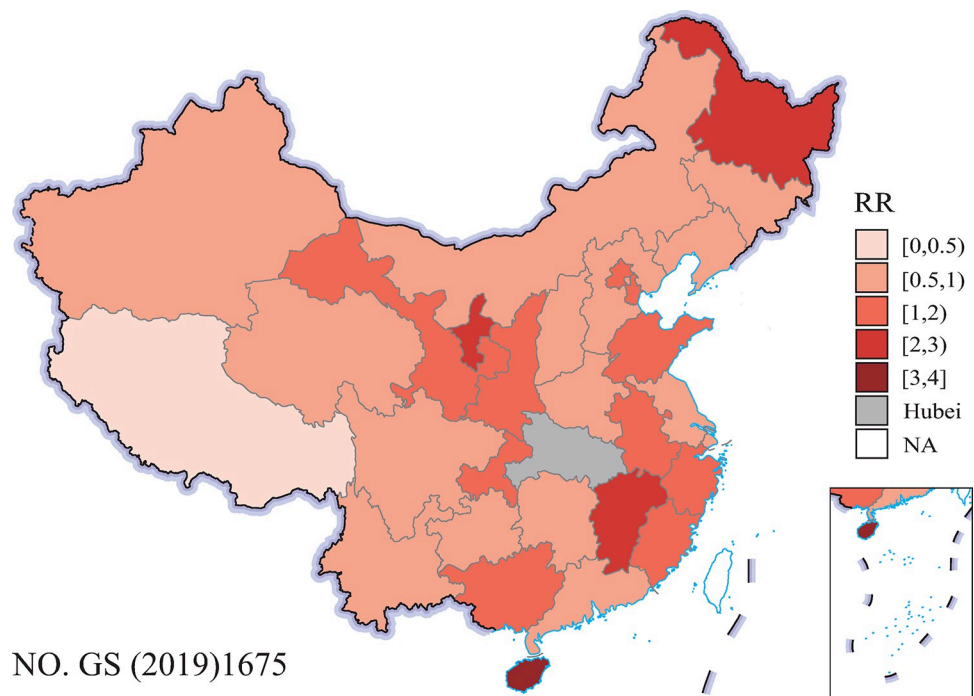 RR
[0,0.5)
[0.5,1)
[1,2)
[2,3)
[3,4]
Hubei
NA
NO. GS (2019)1675